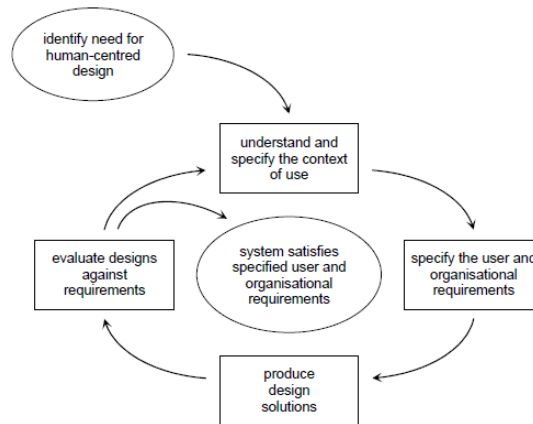 identify need for
human-centred
design
understand and
specify the context
of use
evaluate designs
against
requirements
system satisfies
specified user and
organisational
requirements
specify the user and
organisational
requirements
produce
design
solutions